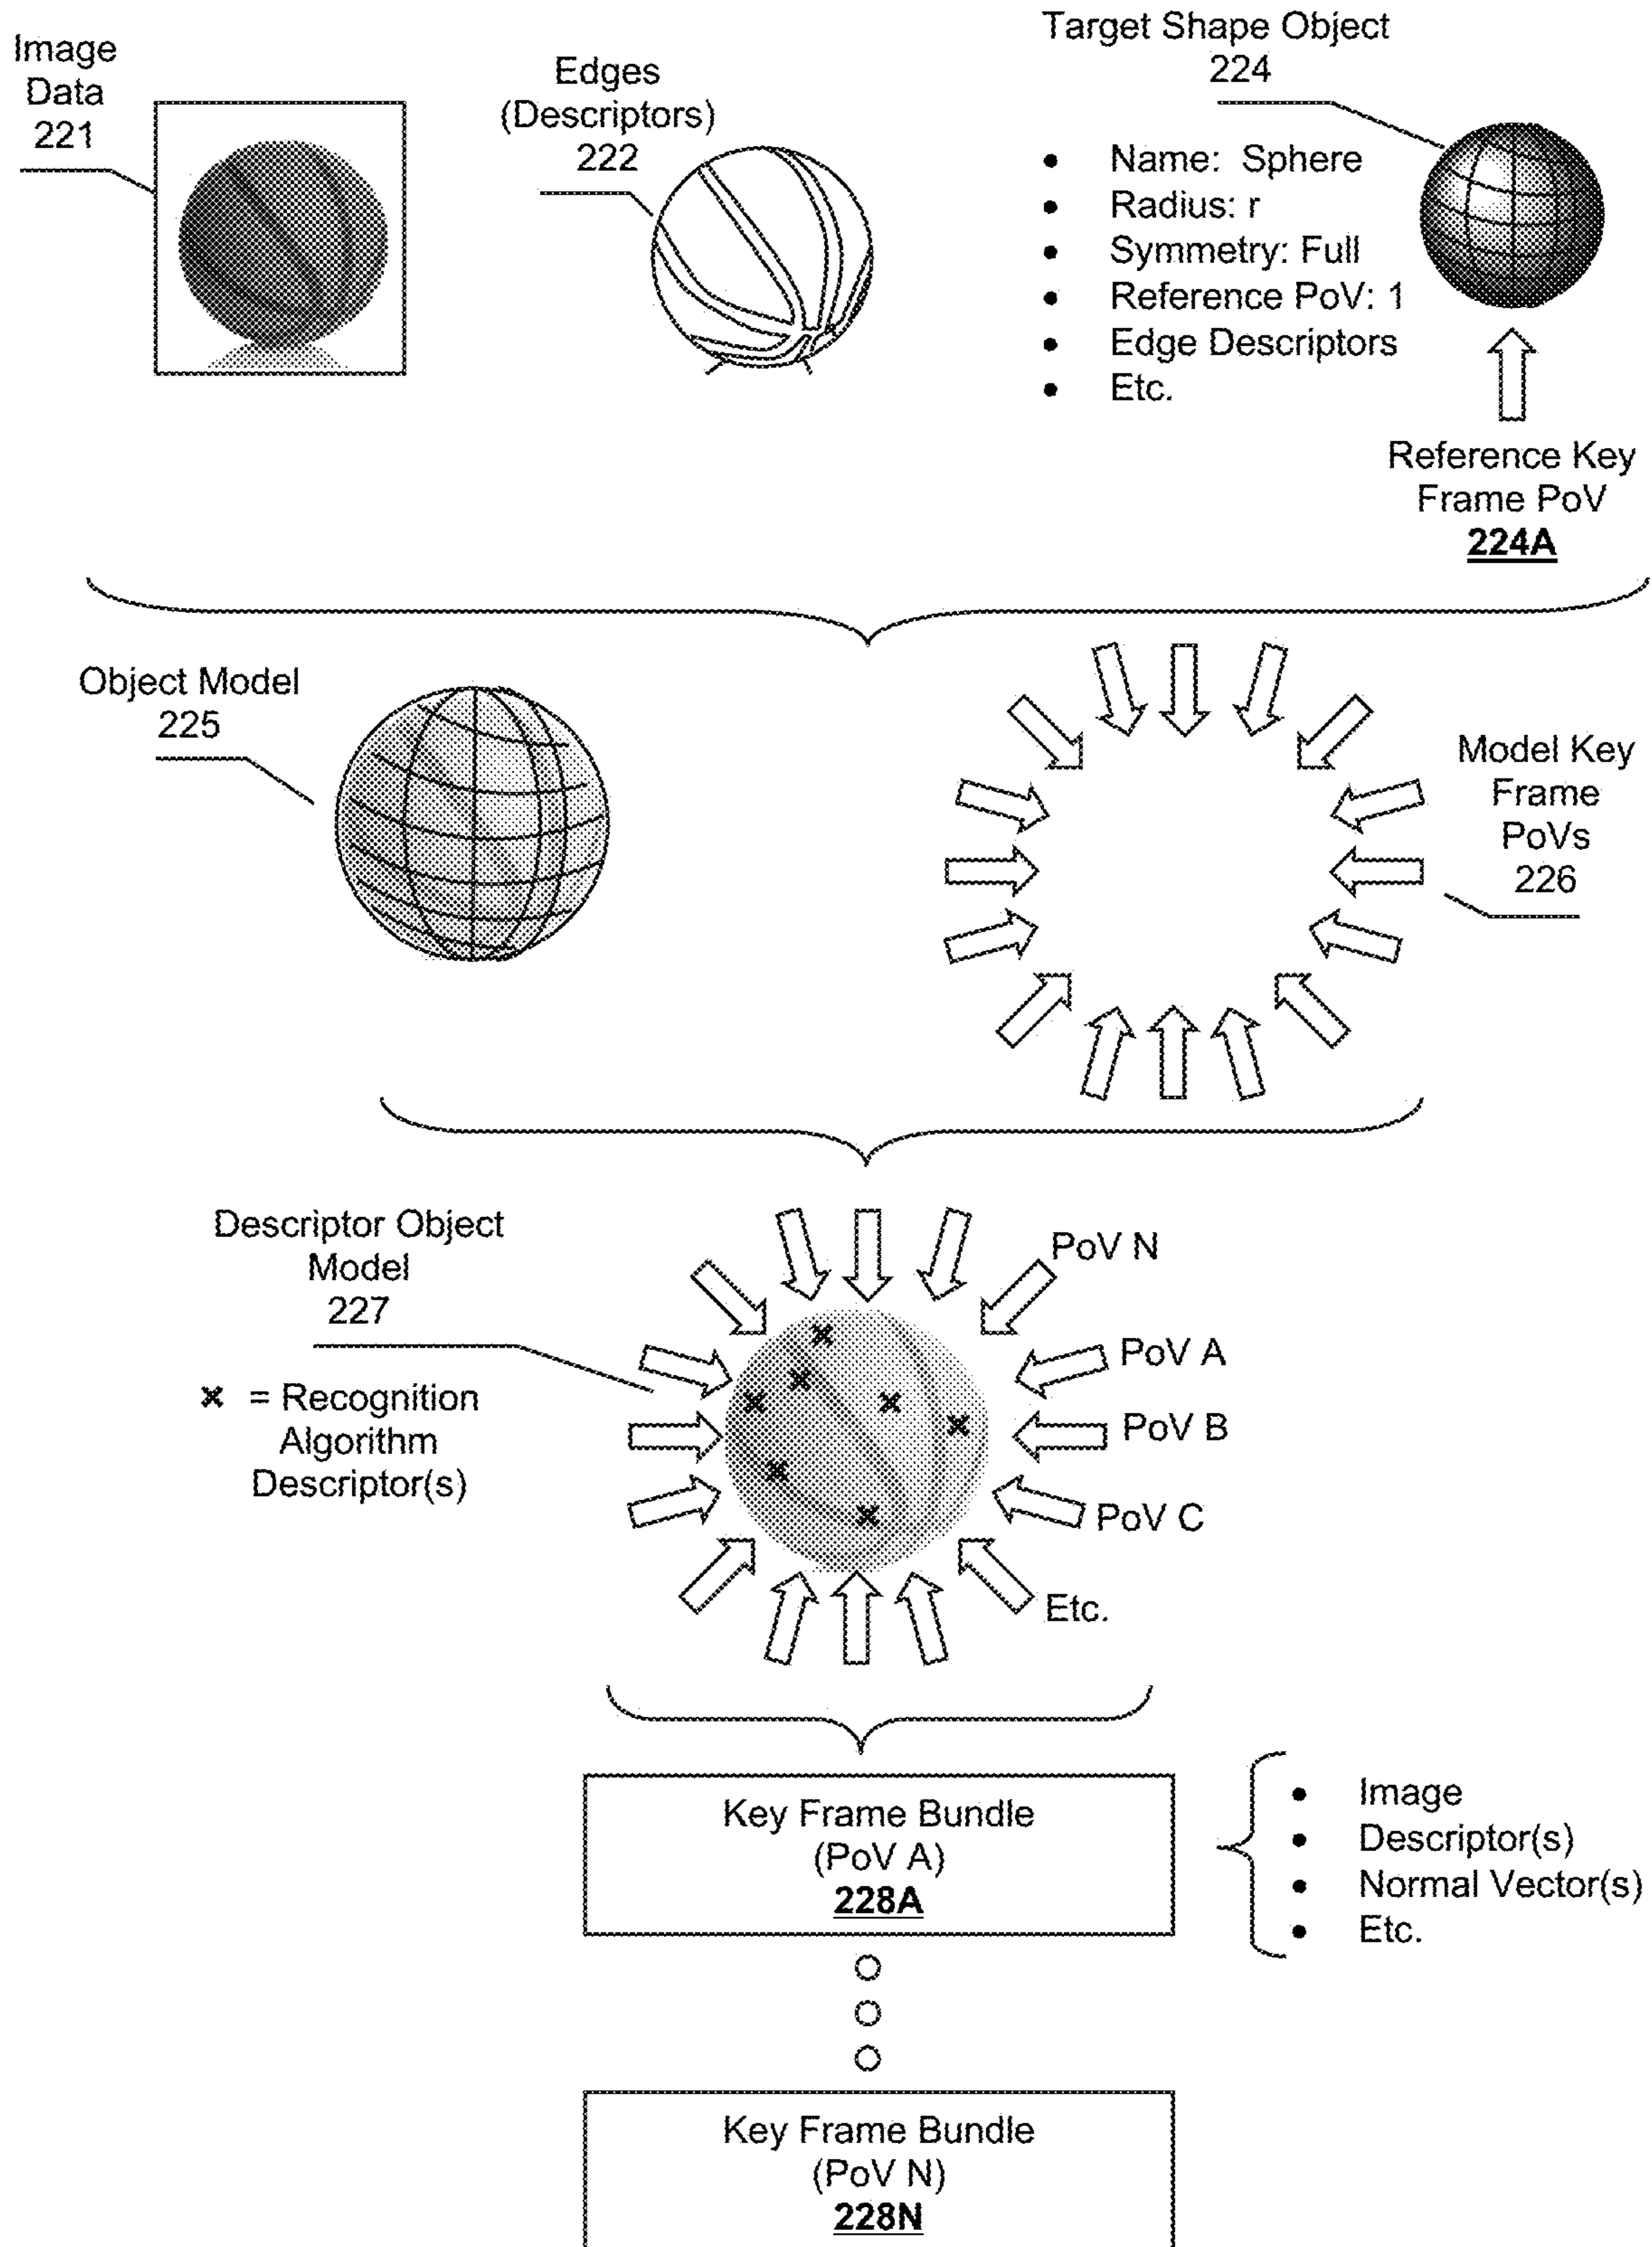 Image
Data
221
Edges
(Descriptors)
222
Target Shape Object
224
• Name: Sphere
• Radius: r
• Symmetry: Full
• Reference PoV: 1
• Edge Descriptors
• Etc.
Reference Key
Frame PoV
224A
Object Model
225
Model Key
Frame
PoVs
226
Descriptor Object
Model
227
× = Recognition
Algorithm
Descriptor(s)
PoV N
PoV A
PoV B
PoV C
Etc.
Key Frame Bundle
(PoV A)
228A
• Image
• Descriptor(s)
• Normal Vector(s)
• Etc.
Key Frame Bundle
(PoV N)
228N